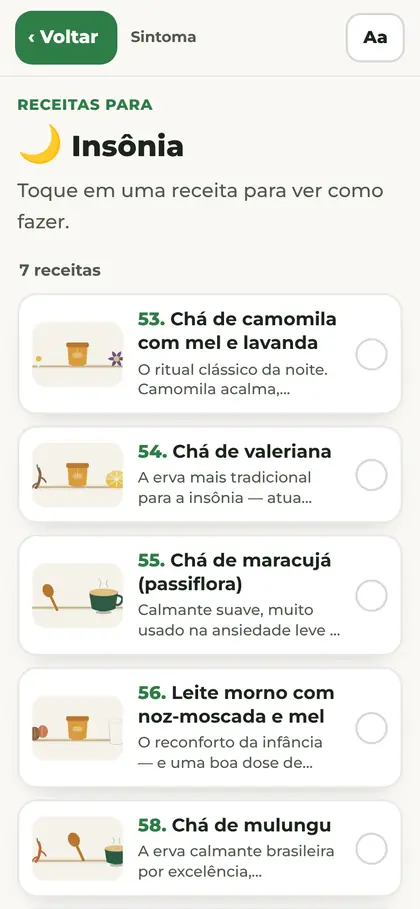 ‹ Voltar
Sintoma
Aa
RECEITAS PARA
🌙 Insônia
Toque em uma receita para ver como
fazer.
7 receitas
53. Chá de camomila
com mel e lavanda
O ritual clássico da noite.
Camomila acalma,...
54. Chá de valeriana
A erva mais tradicional
para a insônia — atua...
55. Chá de maracujá
(passiflora)
Calmante suave, muito
usado na ansiedade leve ...
56. Leite morno com
noz-moscada e mel
O reconforto da infância
— e uma boa dose de...
58. Chá de mulungu
A erva calmante brasileira
por excelência,...